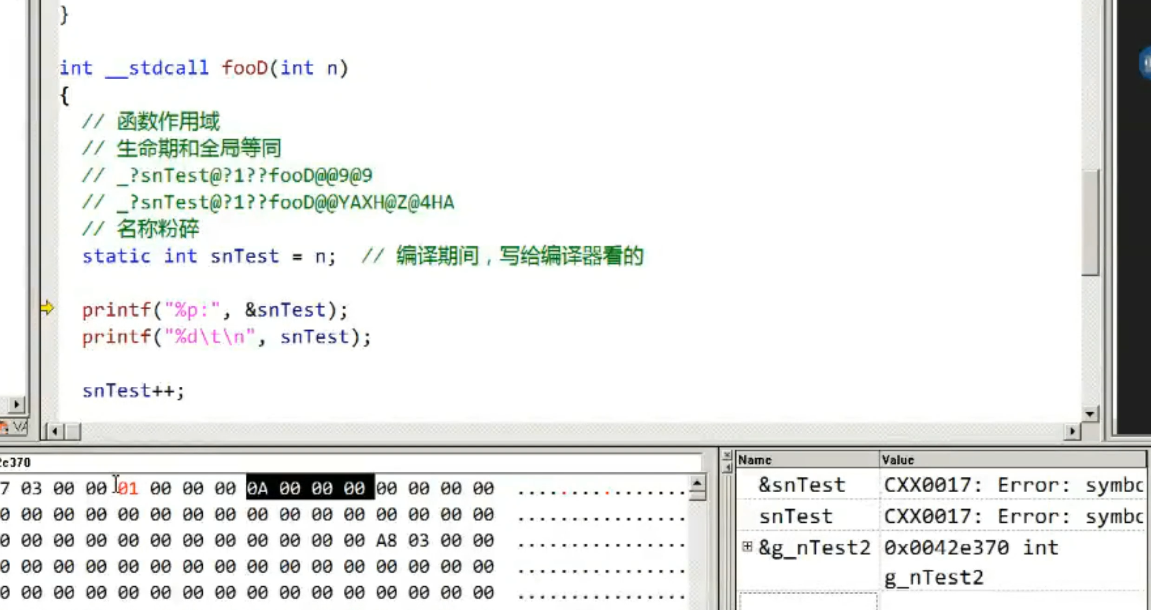 }
int __stdcall fooD(int n)
{
// 函数作用域
// 生命期和全局等同
// _?snTest@?1??fooD@@9@9
// _?snTest@?1??fooD@@YAXH@Z@4HA
// 名称粉碎
static int snTest = n;  // 编译期间，写给编译器看的
printf("%p:", &snTest);
printf("%d\t\n", snTest);
snTest++;
e370
7 03 00 00 01 00 00 00 0A 00 00 00 00 00 00 00 ................
0 00 00 00 00 00 00 00 00 00 00 00 00 00 00 00 ................
0 00 00 00 00 00 00 00 00 00 00 00 A8 03 00 00 ................
0 00 00 00 00 00 00 00 00 00 00 00 00 00 00 00 ................
0 00 00 00 00 00 00 00 00 00 00 00 00 00 00 00 ................
Name Value
&snTest CXX0017: Error: symbo
snTest CXX0017: Error: symbo
&g_nTest2 0x0042e370 int
g_nTest2